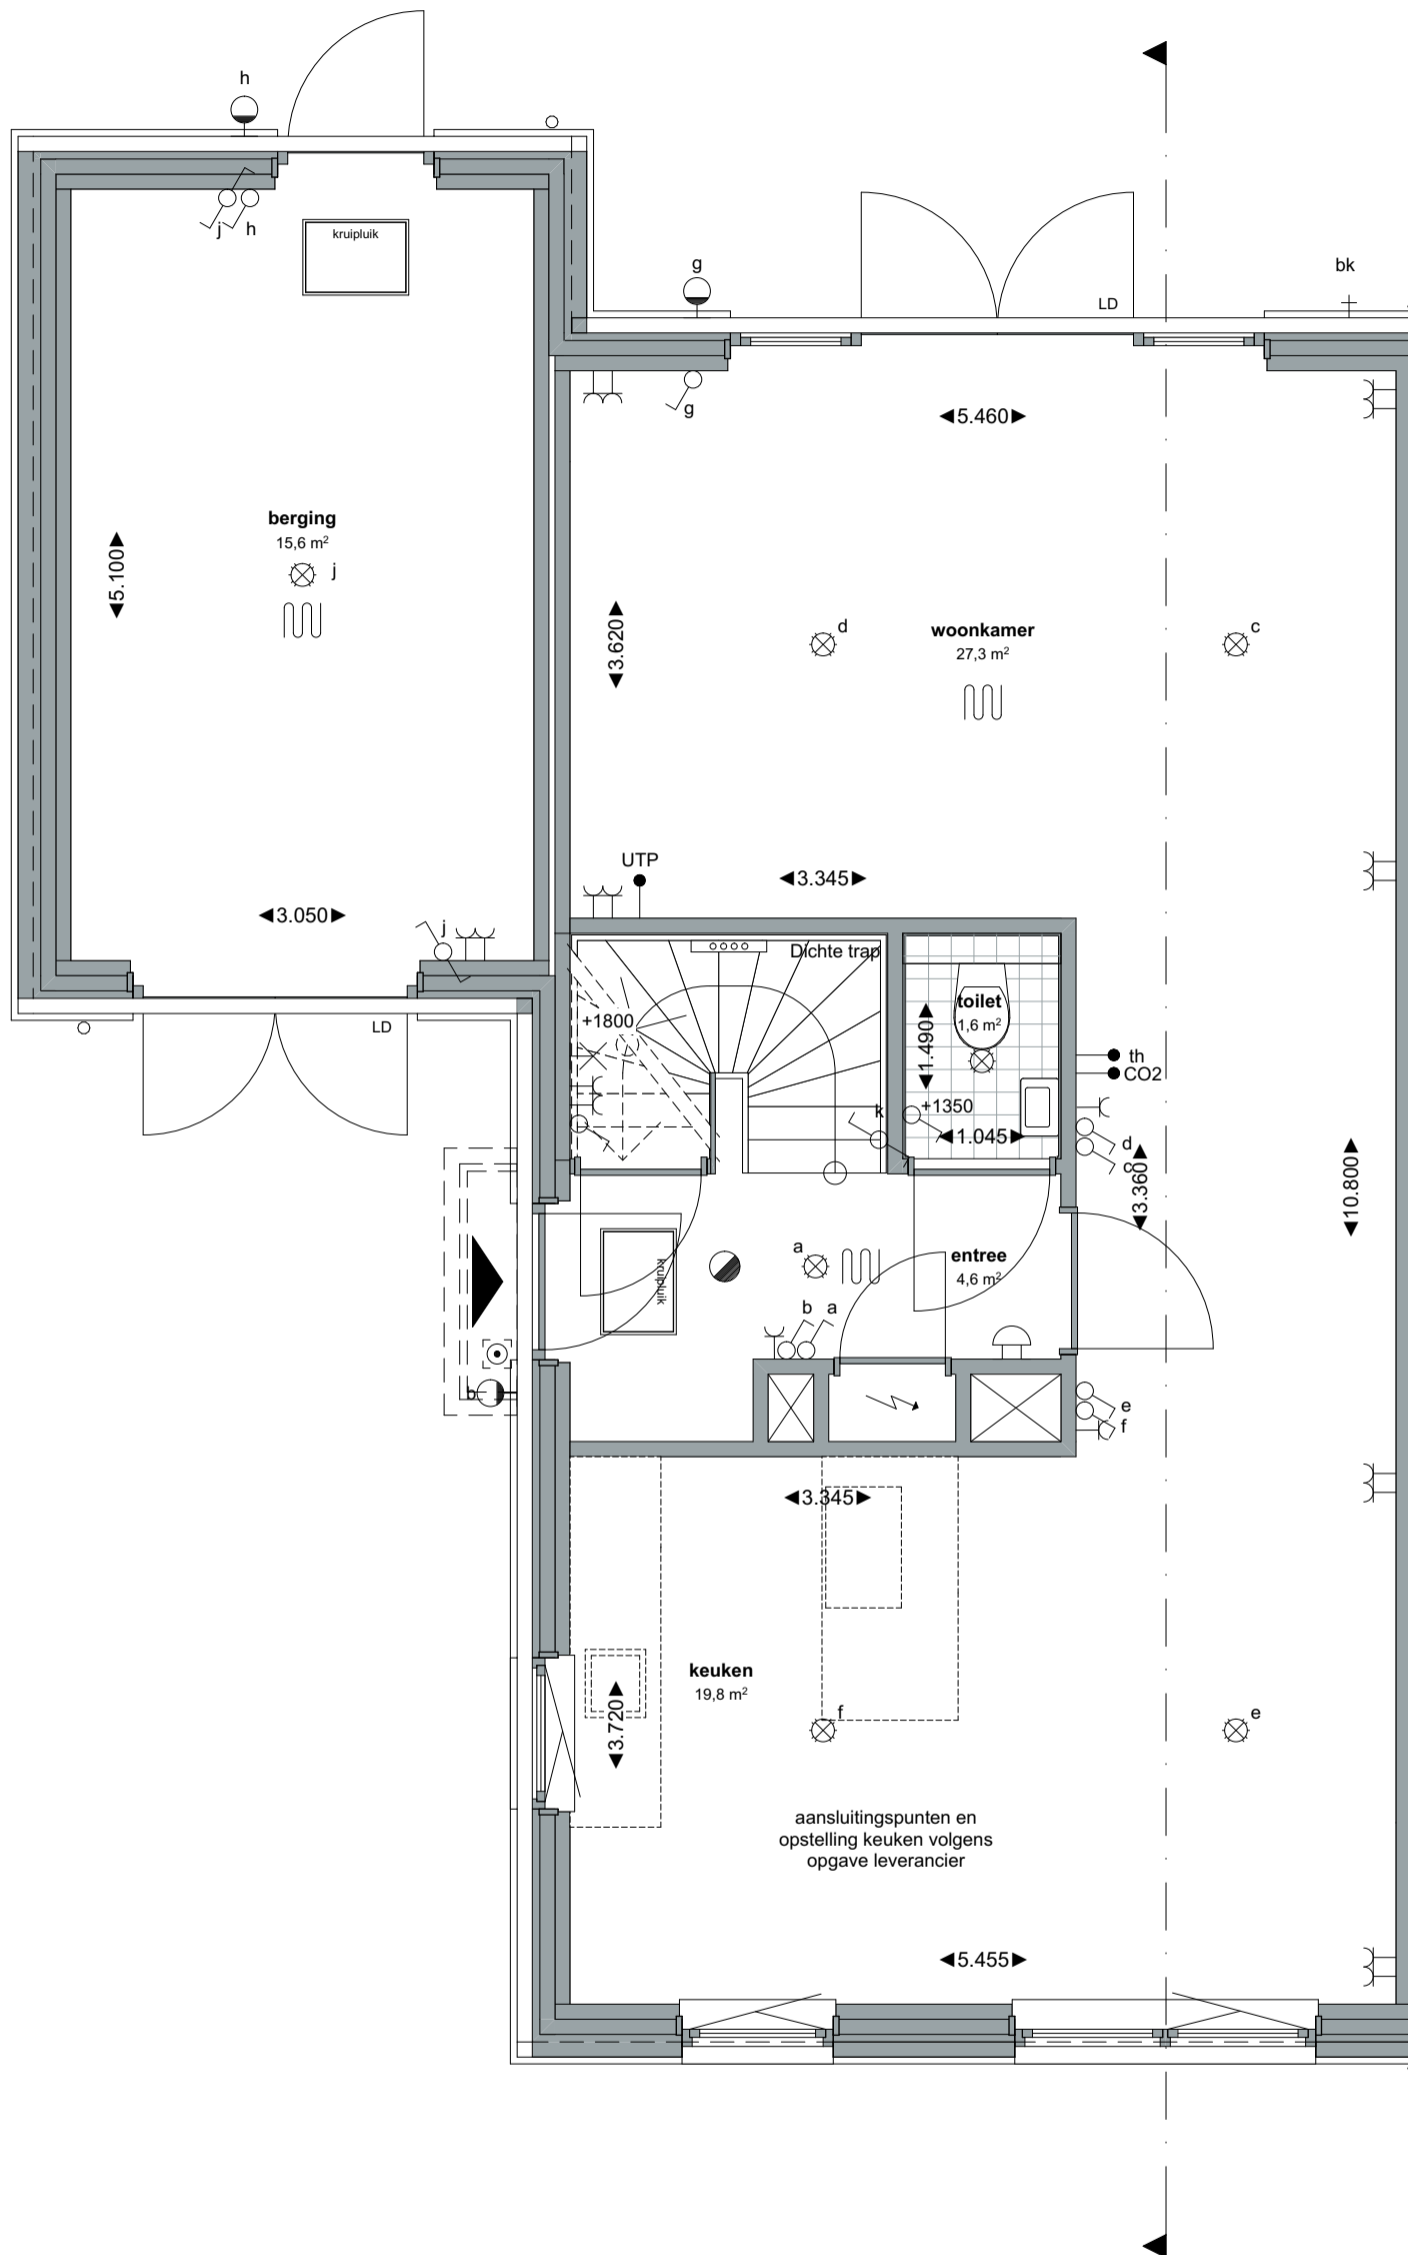 h
j
h
kruipluik
g
LD
bk
g
5.460
berging
15,6 m²
j
5.100
3.620
d
woonkamer
27,3 m²
c
UTP
3.345
3.050
j
LD
Dichte trap
+1800
toilet
1,6 m²
1.490
th
CO2
k
+1350
1.045
d
c
3.360
10.800
a
entree
4,6 m²
kruipluik
b
a
b
e
f
3.345
keuken
19,8 m²
3.720
f
e
aansluitingspunten en
opstelling keuken volgens
opgave leverancier
5.455